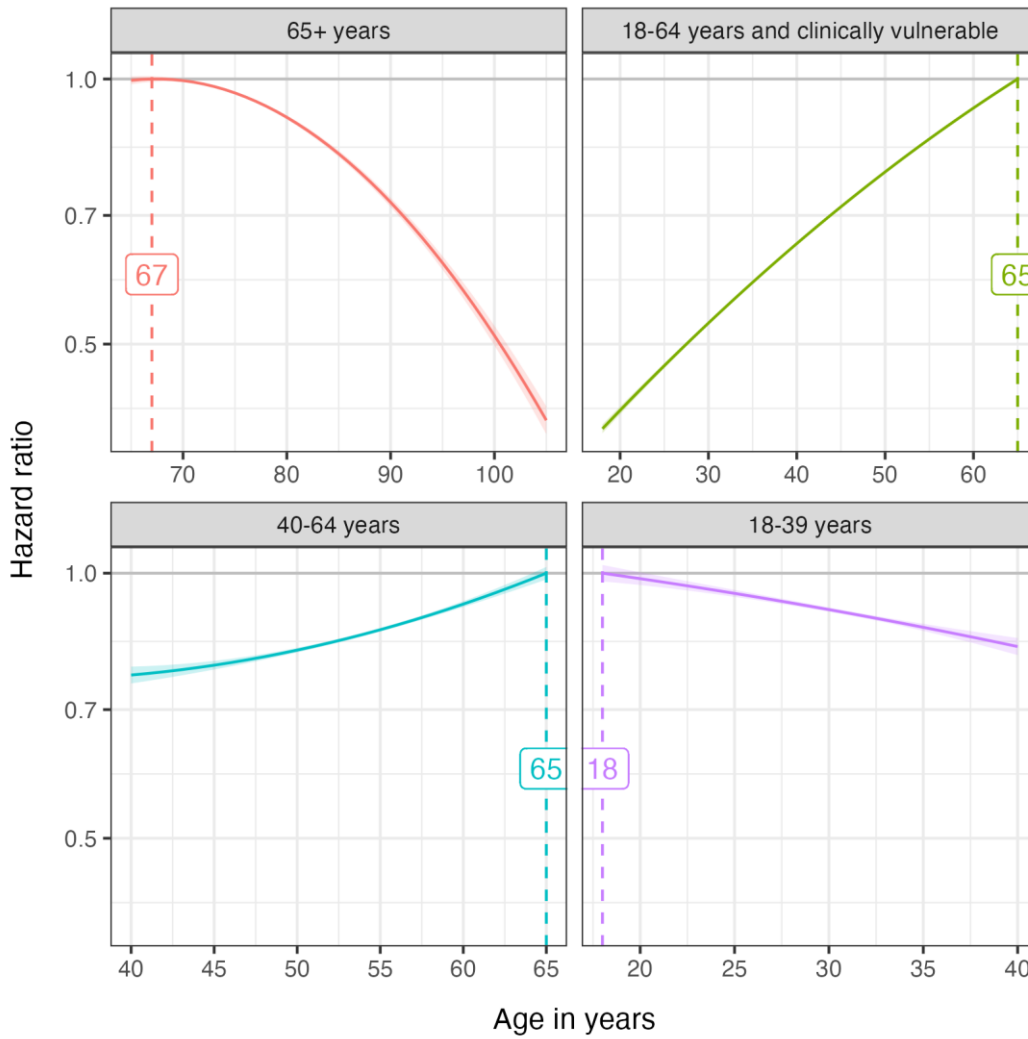 65+ years
18-64 years and clinically vulnerable
1.0
0.7
0.5
67
65
70 80 90 100
20 30 40 50 60
Hazard ratio
40-64 years
18-39 years
1.0
0.7
0.5
65
18
40 45 50 55 60 65
20 25 30 35 40
Age in years